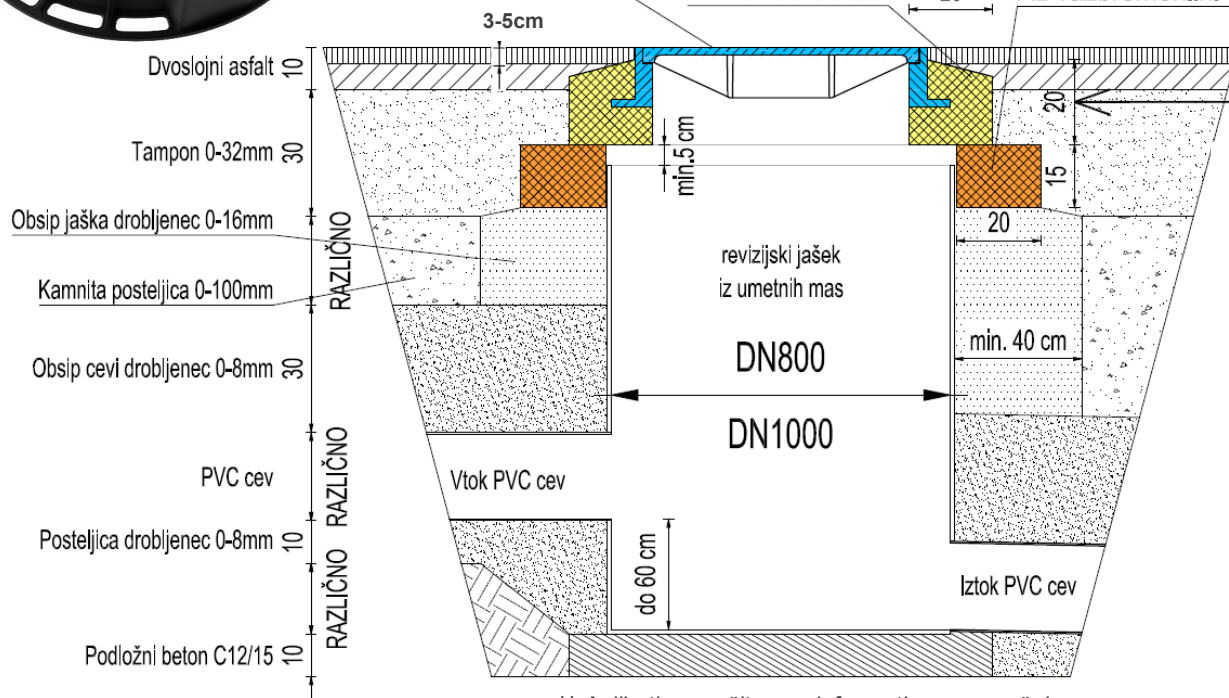 3-5cm
Dvoslojni asfalt 10
Tampon 0-32mm 30
Obsip jaška drobljenec 0-16mm
RAZLIČNO
Kamnita posteljica 0-100mm
Obsip cevi drobljenec 0-8mm 30
PVC cev
RAZLIČNO
Posteljica drobljenec 0-8mm 10
RAZLIČNO
Podložni beton C12/15 10
min.5 cm
20
15
20
revizijski jašek
iz umetnih mas
min. 40 cm
DN800
DN1000
Vtok PVC cev
do 60 cm
Iztok PVC cev